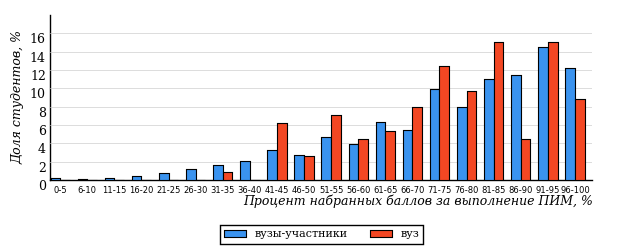 Доля студентов, %
16
14
12
10
8
6
4
2
0
0-5 6-10 11-15 16-20 21-25 26-30 31-35 36-40 41-45 46-50 51-55 56-60 61-65 66-70 71-75 76-80 81-85 86-90 91-95 96-100
Процент набранных баллов за выполнение ПИМ, %
вузы-участники вуз